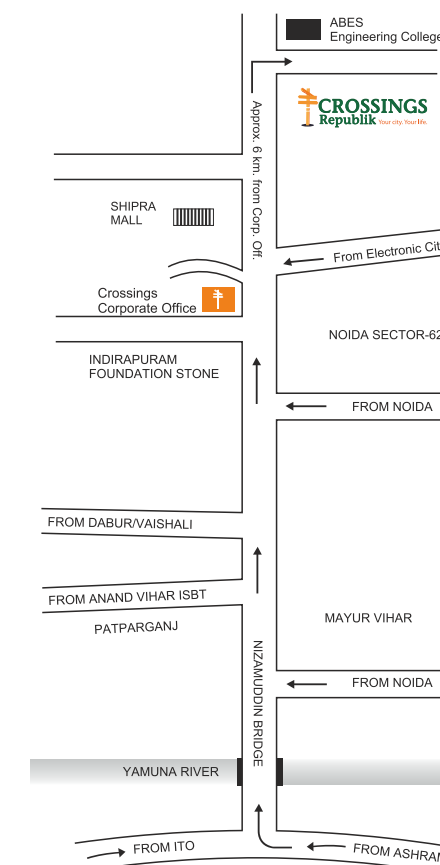 ABES
Engineering College
CROSSINGS
Republik Your city. Your life.
Approx. 6 km. from Corp. Off.
SHIPRA
MALL
From Electronic Cit
Crossings
Corporate Office
NOIDA SECTOR-62
INDIRAPURAM
FOUNDATION STONE
FROM NOIDA
FROM DABUR/VAISHALI
FROM ANAND VIHAR ISBT
PATPARGANJ
MAYUR VIHAR
NIZAMUDDIN BRIDGE
FROM NOIDA
YAMUNA RIVER
FROM ITO
FROM ASHRAM